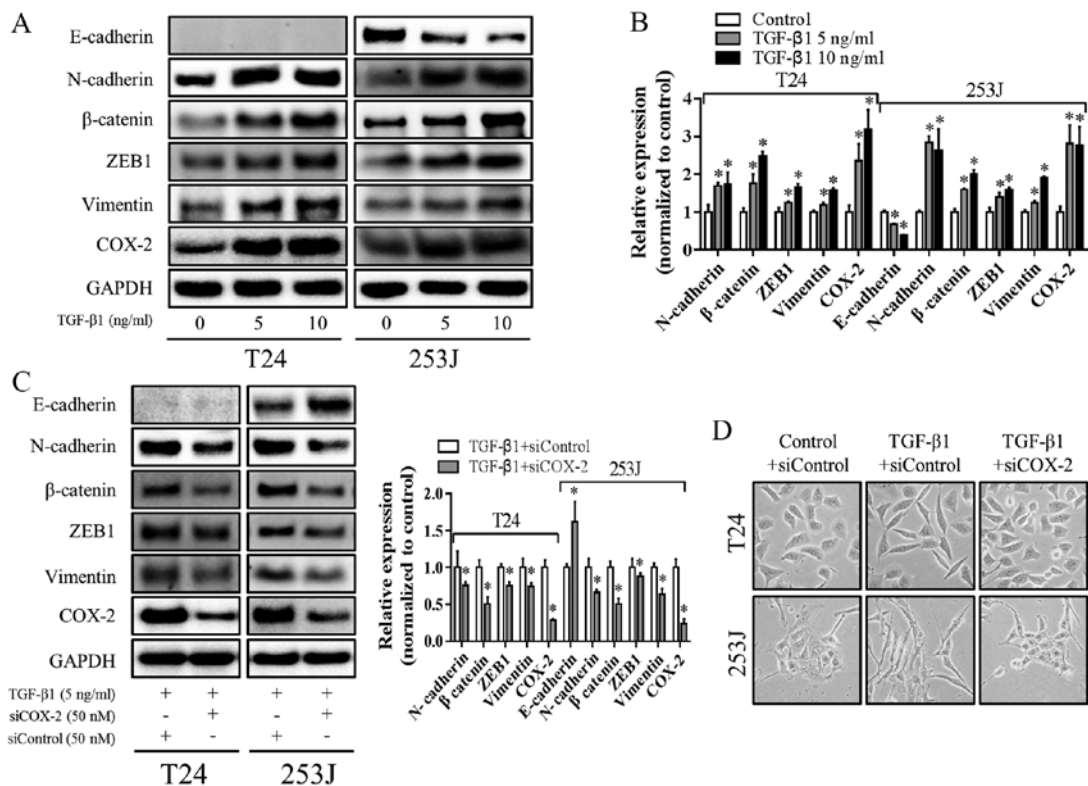 A
E-cadherin
N-cadherin
β-catenin
ZEB1
Vimentin
COX-2
GAPDH
TGF-β1 (ng/ml)
0 5 10 0 5 10
T24 253J
B
Control
TGF-β1 5 ng/ml
TGF-β1 10 ng/ml
T24
253J
Relative expression
(normalized to control)
4
3
2
1
0
* * * * * * * * * * * * * * * * * * * * * *
N-cadherin
β-catenin
ZEB1
Vimentin
COX-2
E-cadherin
N-cadherin
β-catenin
ZEB1
Vimentin
COX-2
C
E-cadherin
N-cadherin
β-catenin
ZEB1
Vimentin
COX-2
GAPDH
TGF-β1 (5 ng/ml) + + + +
siCOX-2 (50 nM) - + - +
siControl (50 nM) + - + -
T24 253J
TGF-β1+siControl
TGF-β1+siCOX-2
253J
T24
Relative expression
(normalized to control)
2.0
1.5
1.0
0.5
0.0
* * * * * * * * * * *
N- cadherin
β catenin
ZEB1
Vimentin
COX-2
E-cadherin
N- cadherin
β catenin
ZEB1
Vimentin
COX-2
D
Control
+siControl
TGF-β1
+siControl
TGF-β1
+siCOX-2
T24
253J